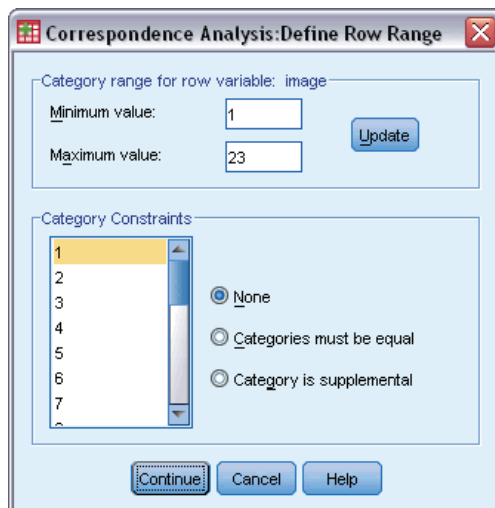 Correspondence Analysis:Define Row Range
Category range for row variable: image
Minimum value:
1
Maximum value:
23
Update
Category Constraints
1
2
3
4
5
6
7
None
Categories must be equal
Category is supplemental
Continue
Cancel
Help